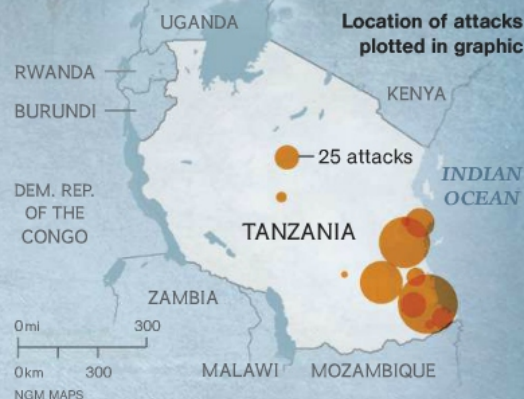 Location of attacks
plotted in graphic
UGANDA
RWANDA
KENYA
BURUNDI
25 attacks
INDIAN
OCEAN
DEM. REP.
OF THE
CONGO
TANZANIA
ZAMBIA
0 mi 300
0 km 300
MALAWI MOZAMBIQUE
NGM MAPS